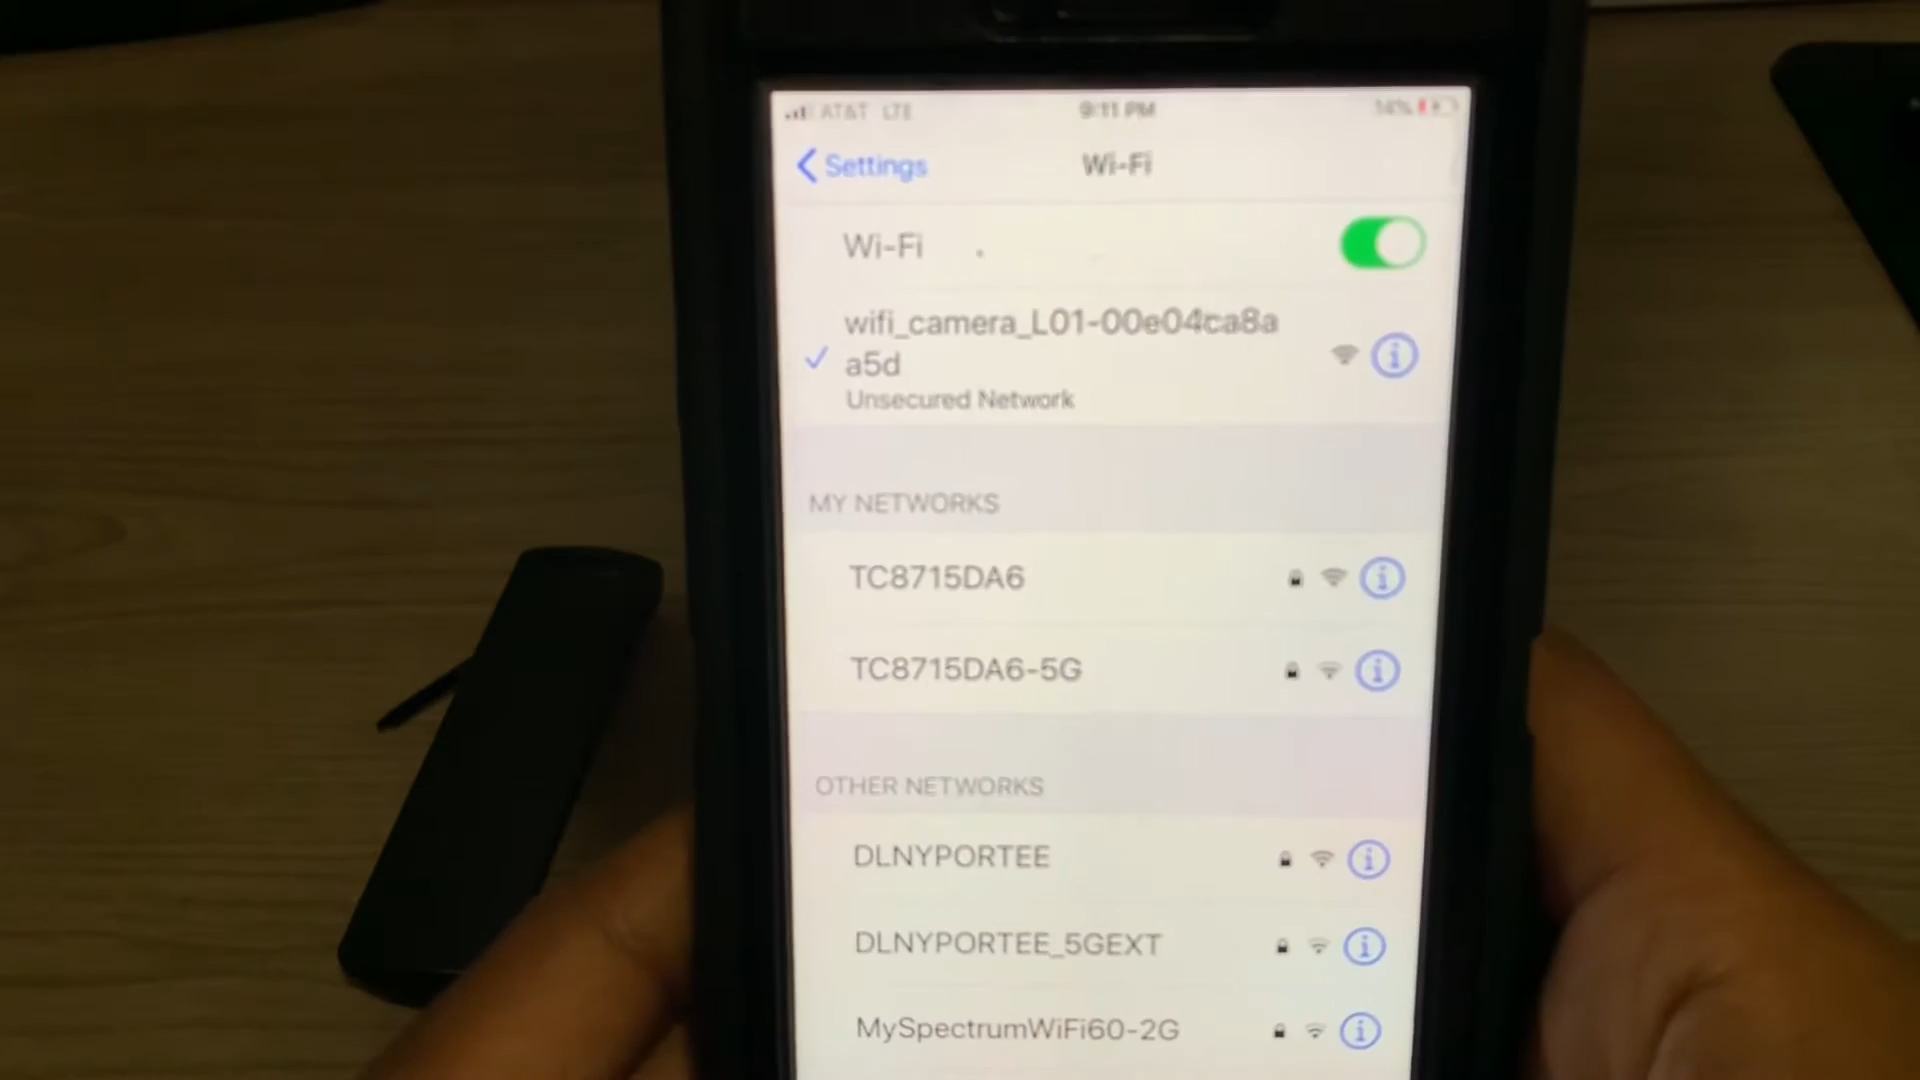 AT&T LTE 9:11 PM 14%
Settings Wi-Fi
Wi-Fi
wifi_camera_L01-00e04ca8a
a5d
Unsecured Network
MY NETWORKS
TC8715DA6
TC8715DA6-5G
OTHER NETWORKS
DLNYPORTEE
DLNYPORTEE_5GEXT
MySpectrumWiFi60-2G